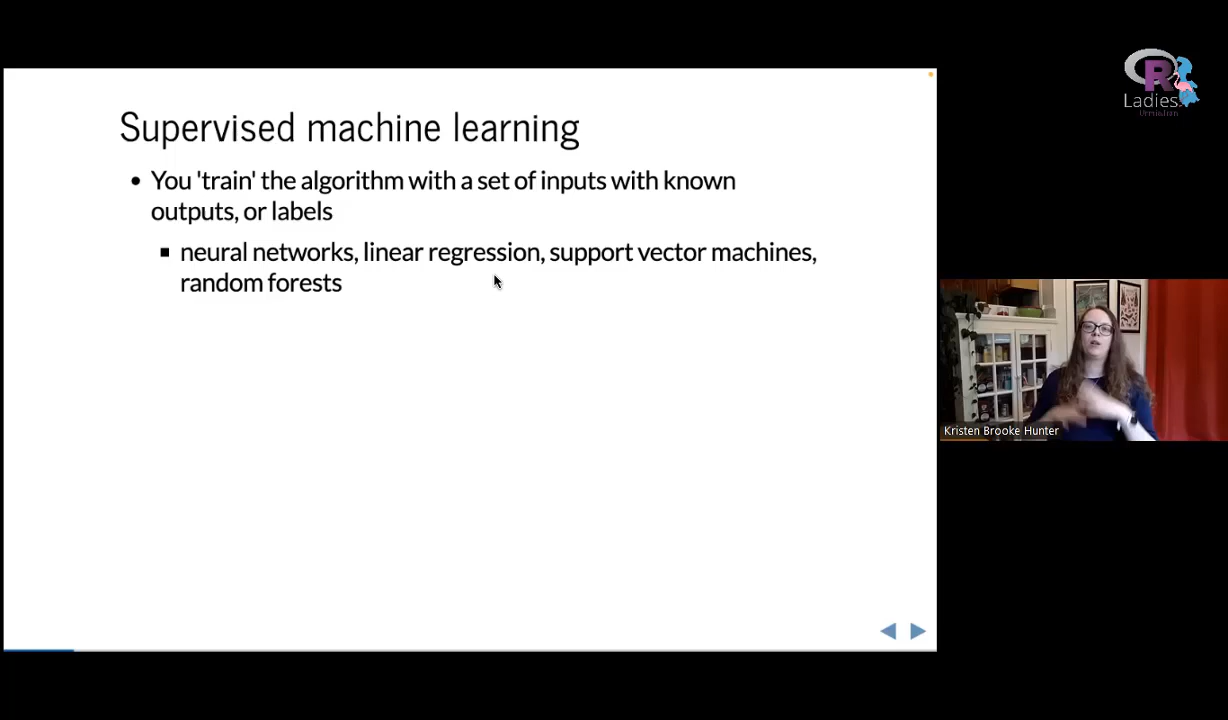 Supervised machine learning
You 'train' the algorithm with a set of inputs with known
outputs, or labels
neural networks, linear regression, support vector machines,
random forests
R
Ladies
Kristen Brooke Hunter